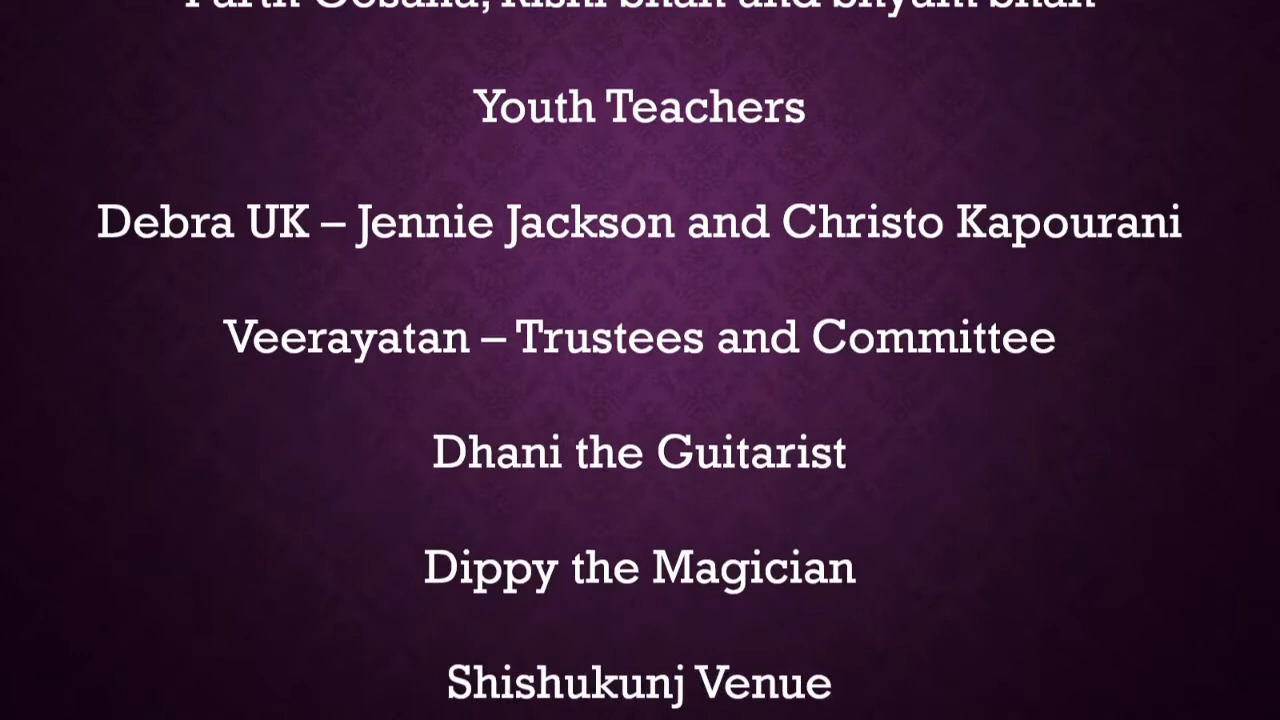 and
Youth Teachers
Debra UK – Jennie Jackson and Christo Kapourani
Veerayatan – Trustees and Committee
Dhani the Guitarist
Dippy the Magician
Shishukunj Venue